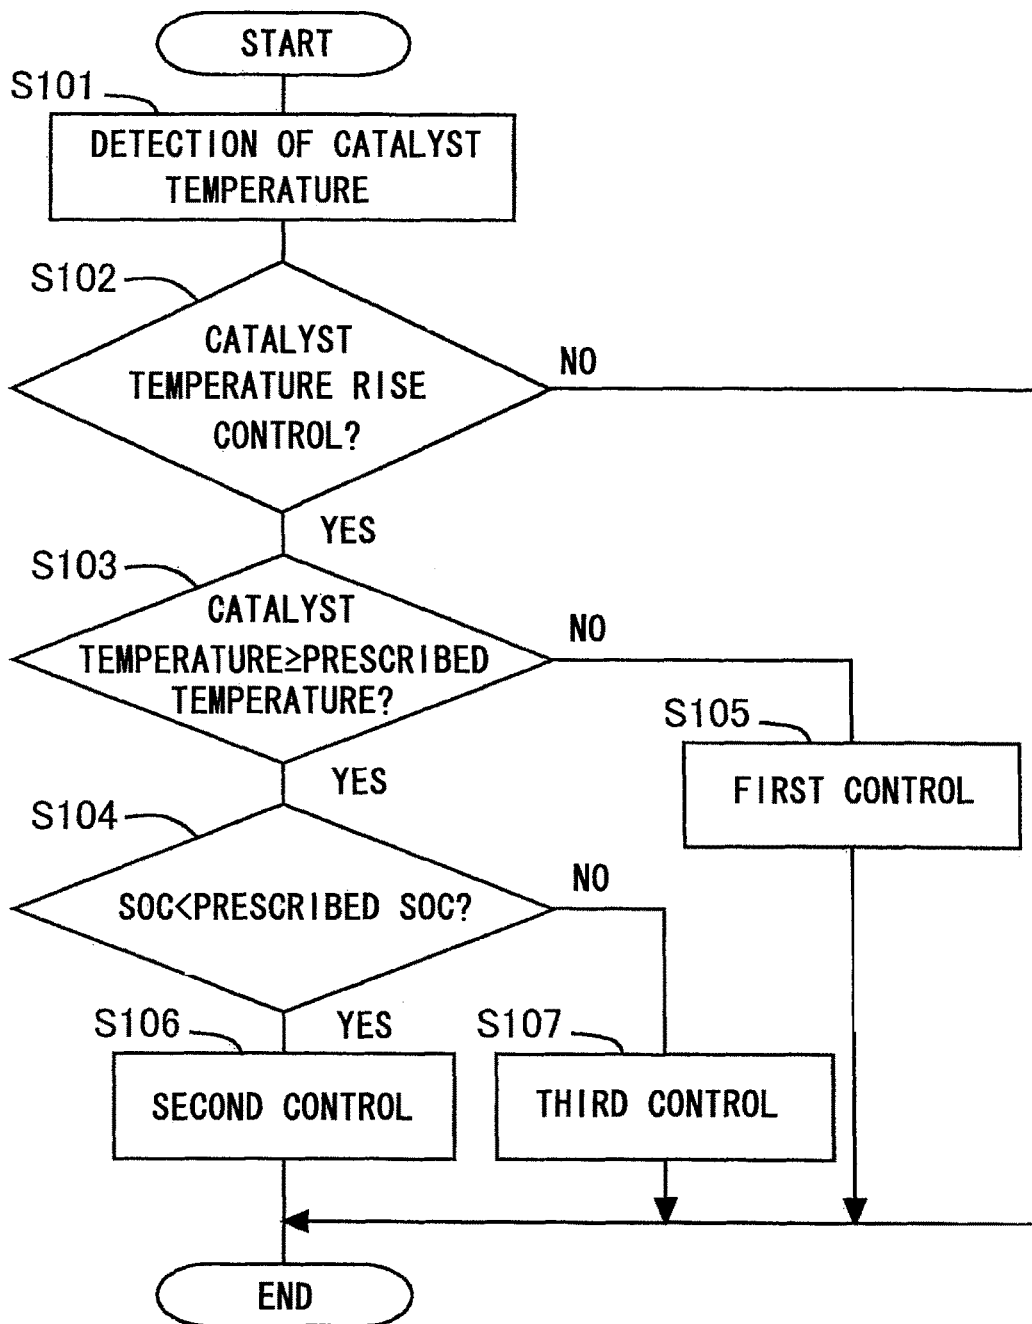 START
S101
DETECTION OF CATALYST
TEMPERATURE
S102
CATALYST
TEMPERATURE RISE
CONTROL?
NO
YES
S103
CATALYST
TEMPERATURE≥PRESCRIBED
TEMPERATURE?
NO
YES
S105
FIRST CONTROL
S104
SOC<PRESCRIBED SOC?
NO
YES
S106
SECOND CONTROL
S107
THIRD CONTROL
END